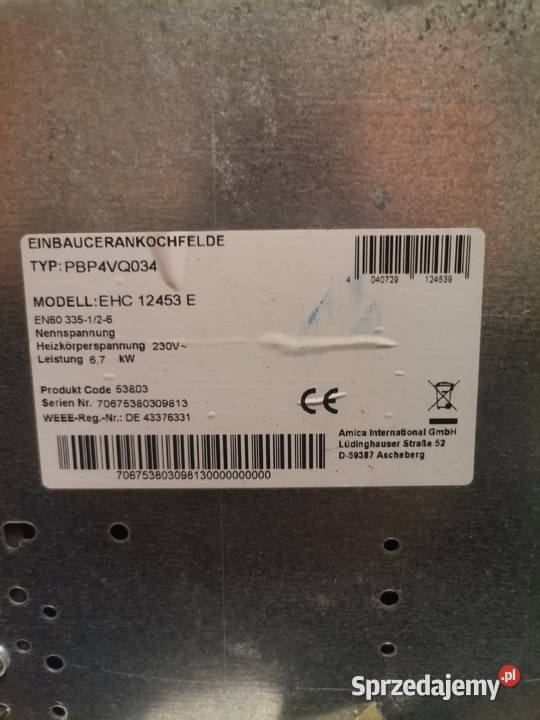 EINBAUCERANKOCHFELDE
TYP: PBP4VQ034
4 040729 124539
MODELL: EHC 12453 E
EN60 335-1/2-6
Nennspannung
Heizkörperspannung 230V~
Leistung 6,7 kW
Produkt Code 53803
Serien Nr. 70675380309813
WEEE-Reg.-Nr.: DE 43376331
CE
Amica International GmbH
Lüdinghauser Straße 52
D-59387 Ascheberg
706753803098130000000000
Sprzedajemy.pl